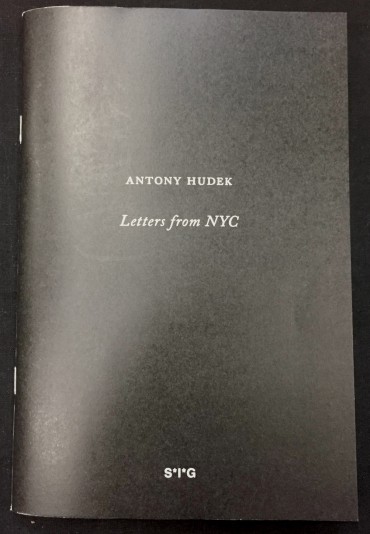 ANTONY HUDEK
Letters from NYC
S*I*G